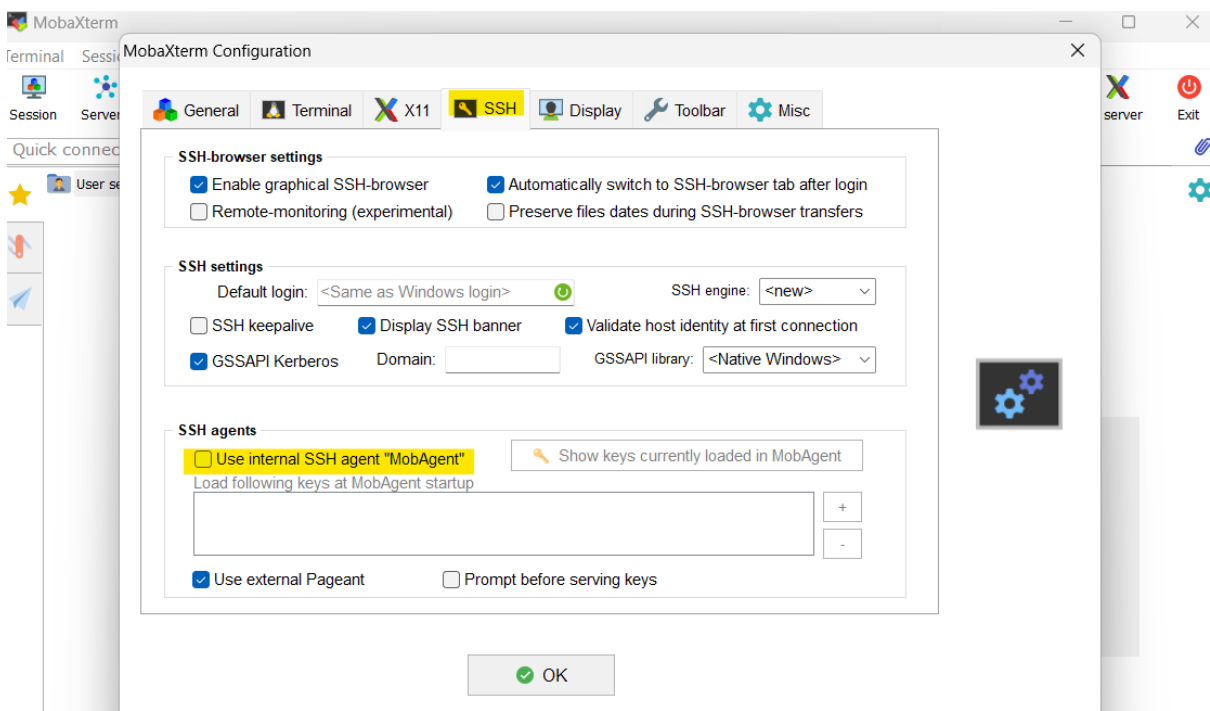 MobaXterm
Terminal Sessi
MobaXterm Configuration
Session Server
server Exit
Quick connec
User se
General Terminal X11 SSH Display Toolbar Misc
SSH-browser settings
Enable graphical SSH-browser Automatically switch to SSH-browser tab after login
Remote-monitoring (experimental) Preserve files dates during SSH-browser transfers
SSH settings
Default login: <Same as Windows login> SSH engine: <new>
SSH keepalive Display SSH banner Validate host identity at first connection
GSSAPI Kerberos Domain: GSSAPI library: <Native Windows>
SSH agents
Use internal SSH agent "MobAgent" Show keys currently loaded in MobAgent
Load following keys at MobAgent startup
+
-
Use external Pageant Prompt before serving keys
OK